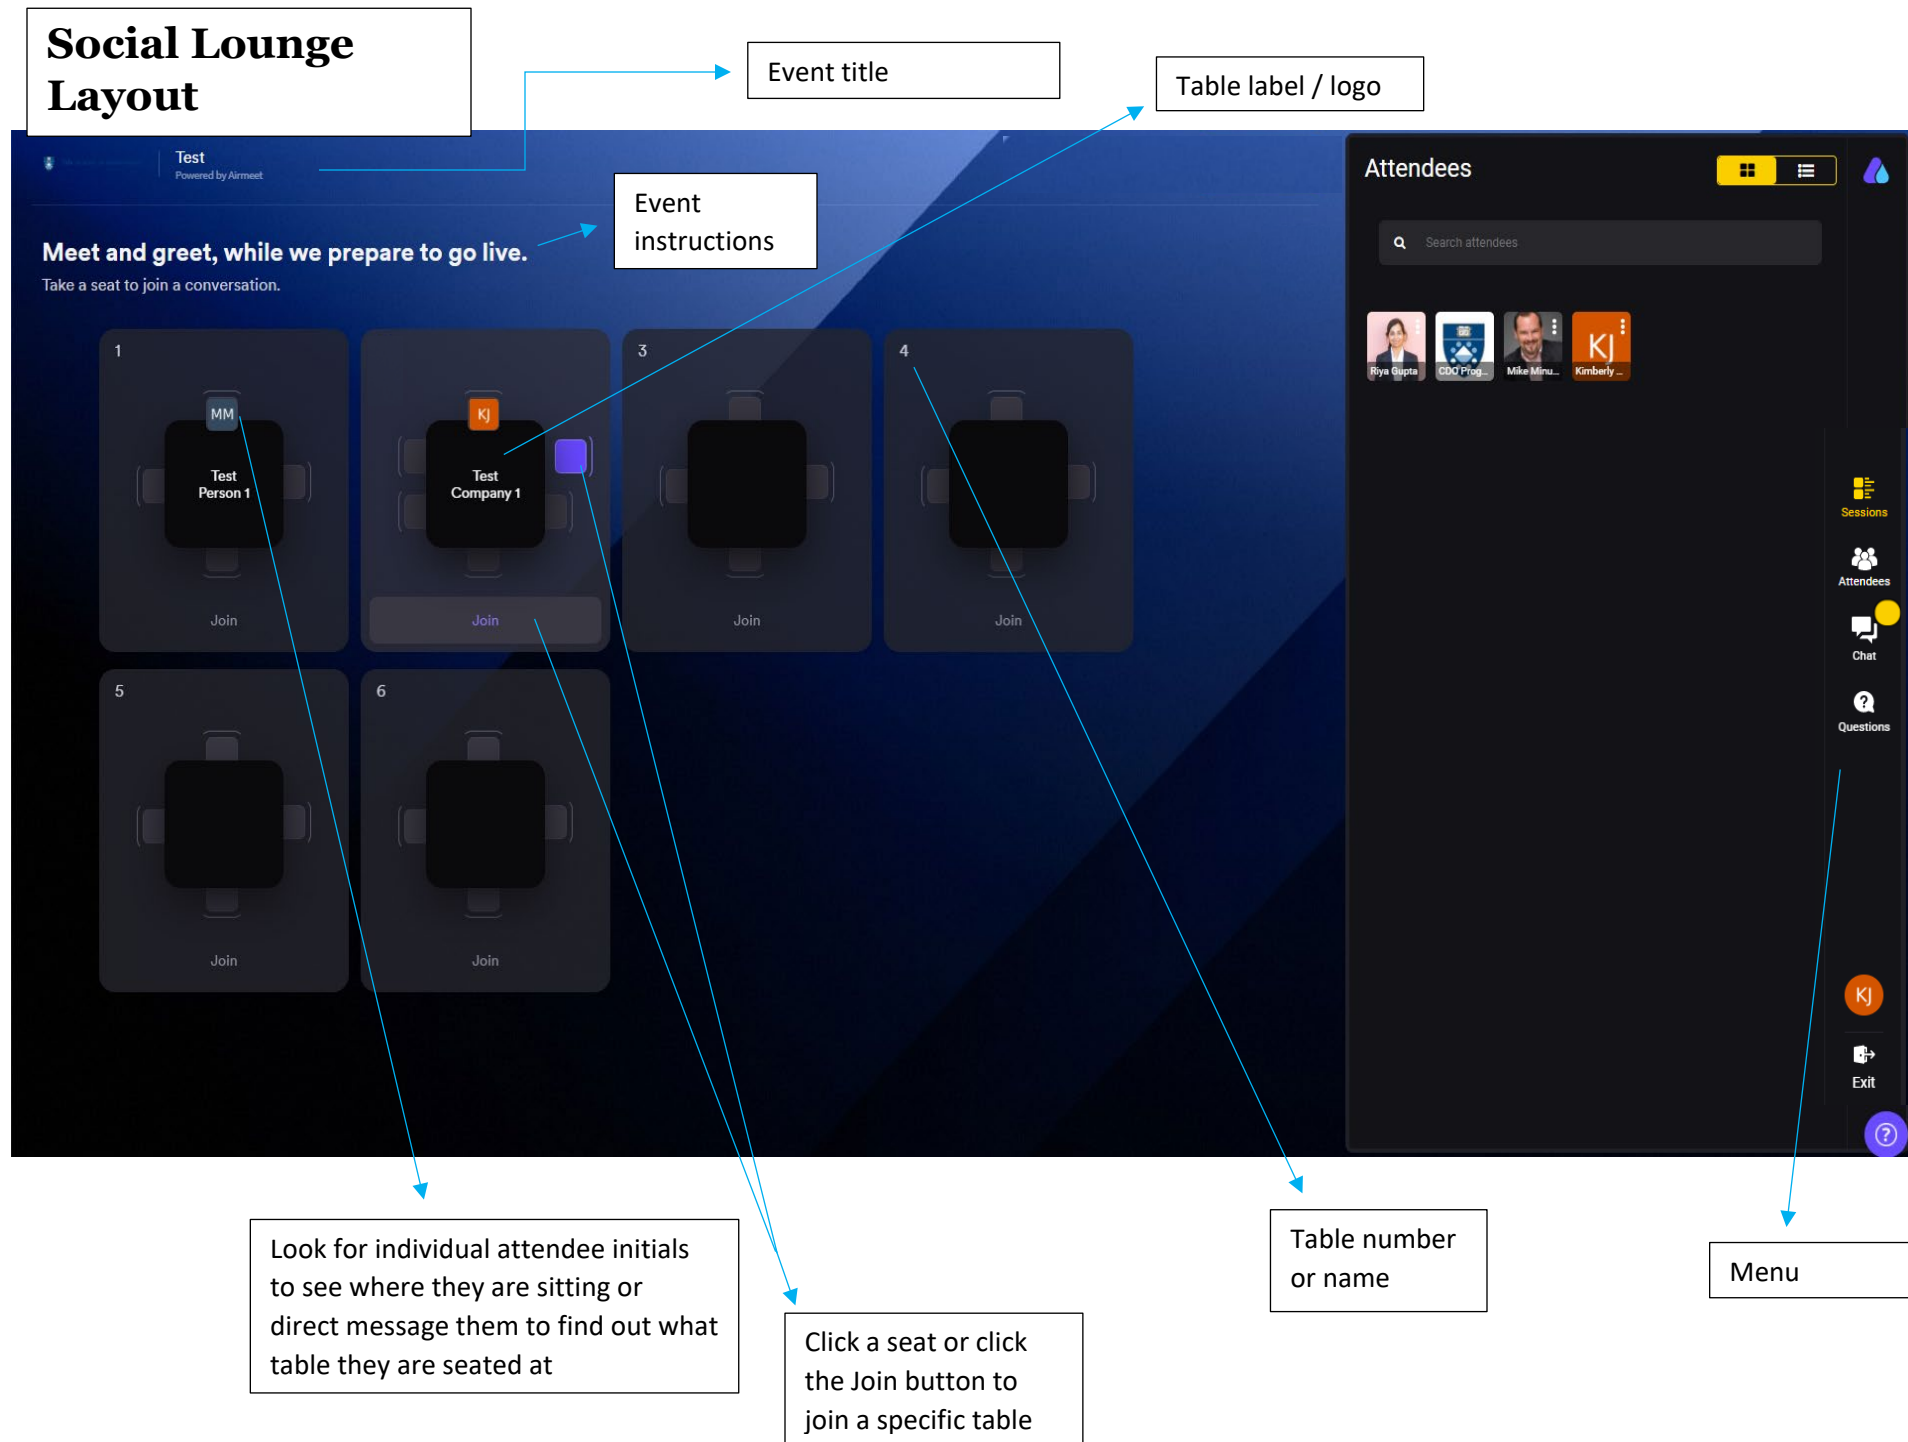 Social Lounge
Layout
Event title
Table label / logo
Test
Powered by Airmeet
Event
instructions
Meet and greet, while we prepare to go live.
Take a seat to join a conversation.
Attendees
Search attendees
Riya Gupta
CDO Prog...
Mike Minu...
Kimberly ...
KJ
1
MM
Test
Person 1
Join
KJ
Test
Company 1
Join
3
Join
4
Join
5
Join
6
Join
Sessions
Attendees
Chat
Questions
KJ
Exit
Look for individual attendee initials
to see where they are sitting or
direct message them to find out what
table they are seated at
Click a seat or click
the Join button to
join a specific table
Table number
or name
Menu